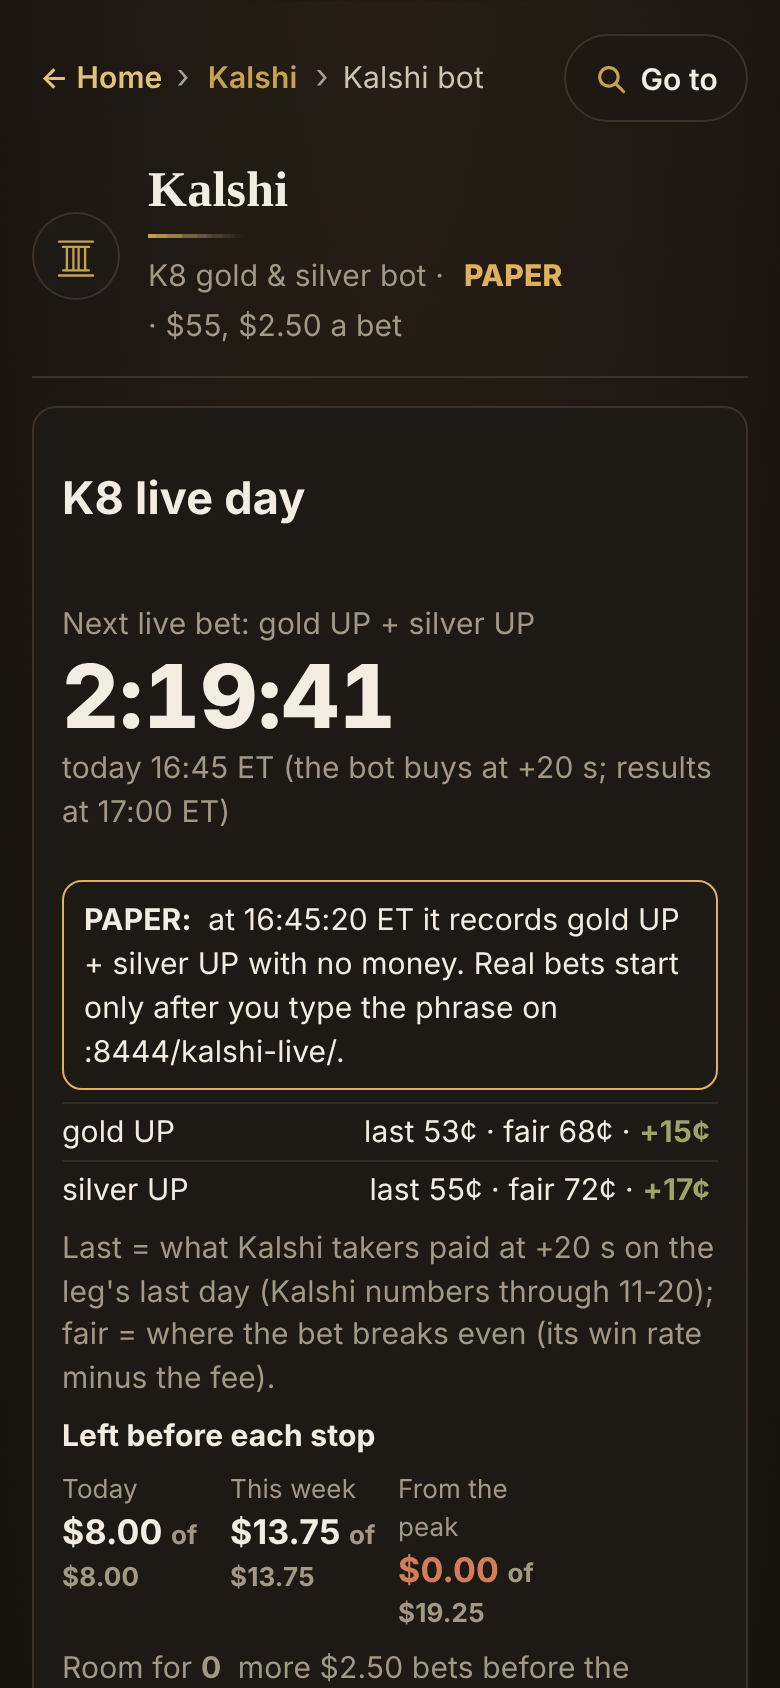 ← Home › Kalshi › Kalshi bot
Go to
Kalshi
K8 gold & silver bot · PAPER
· $55, $2.50 a bet
K8 live day
Next live bet: gold UP + silver UP
2:19:41
today 16:45 ET (the bot buys at +20 s; results
at 17:00 ET)
PAPER: at 16:45:20 ET it records gold UP
+ silver UP with no money. Real bets start
only after you type the phrase on
:8444/kalshi-live/.
gold UP last 53¢ · fair 68¢ · +15¢
silver UP last 55¢ · fair 72¢ · +17¢
Last = what Kalshi takers paid at +20 s on the
leg's last day (Kalshi numbers through 11-20);
fair = where the bet breaks even (its win rate
minus the fee).
Left before each stop
Today
$8.00 of
$8.00
This week
$13.75 of
$13.75
From the
peak
$0.00 of
$19.25
Room for 0 more $2.50 bets before the